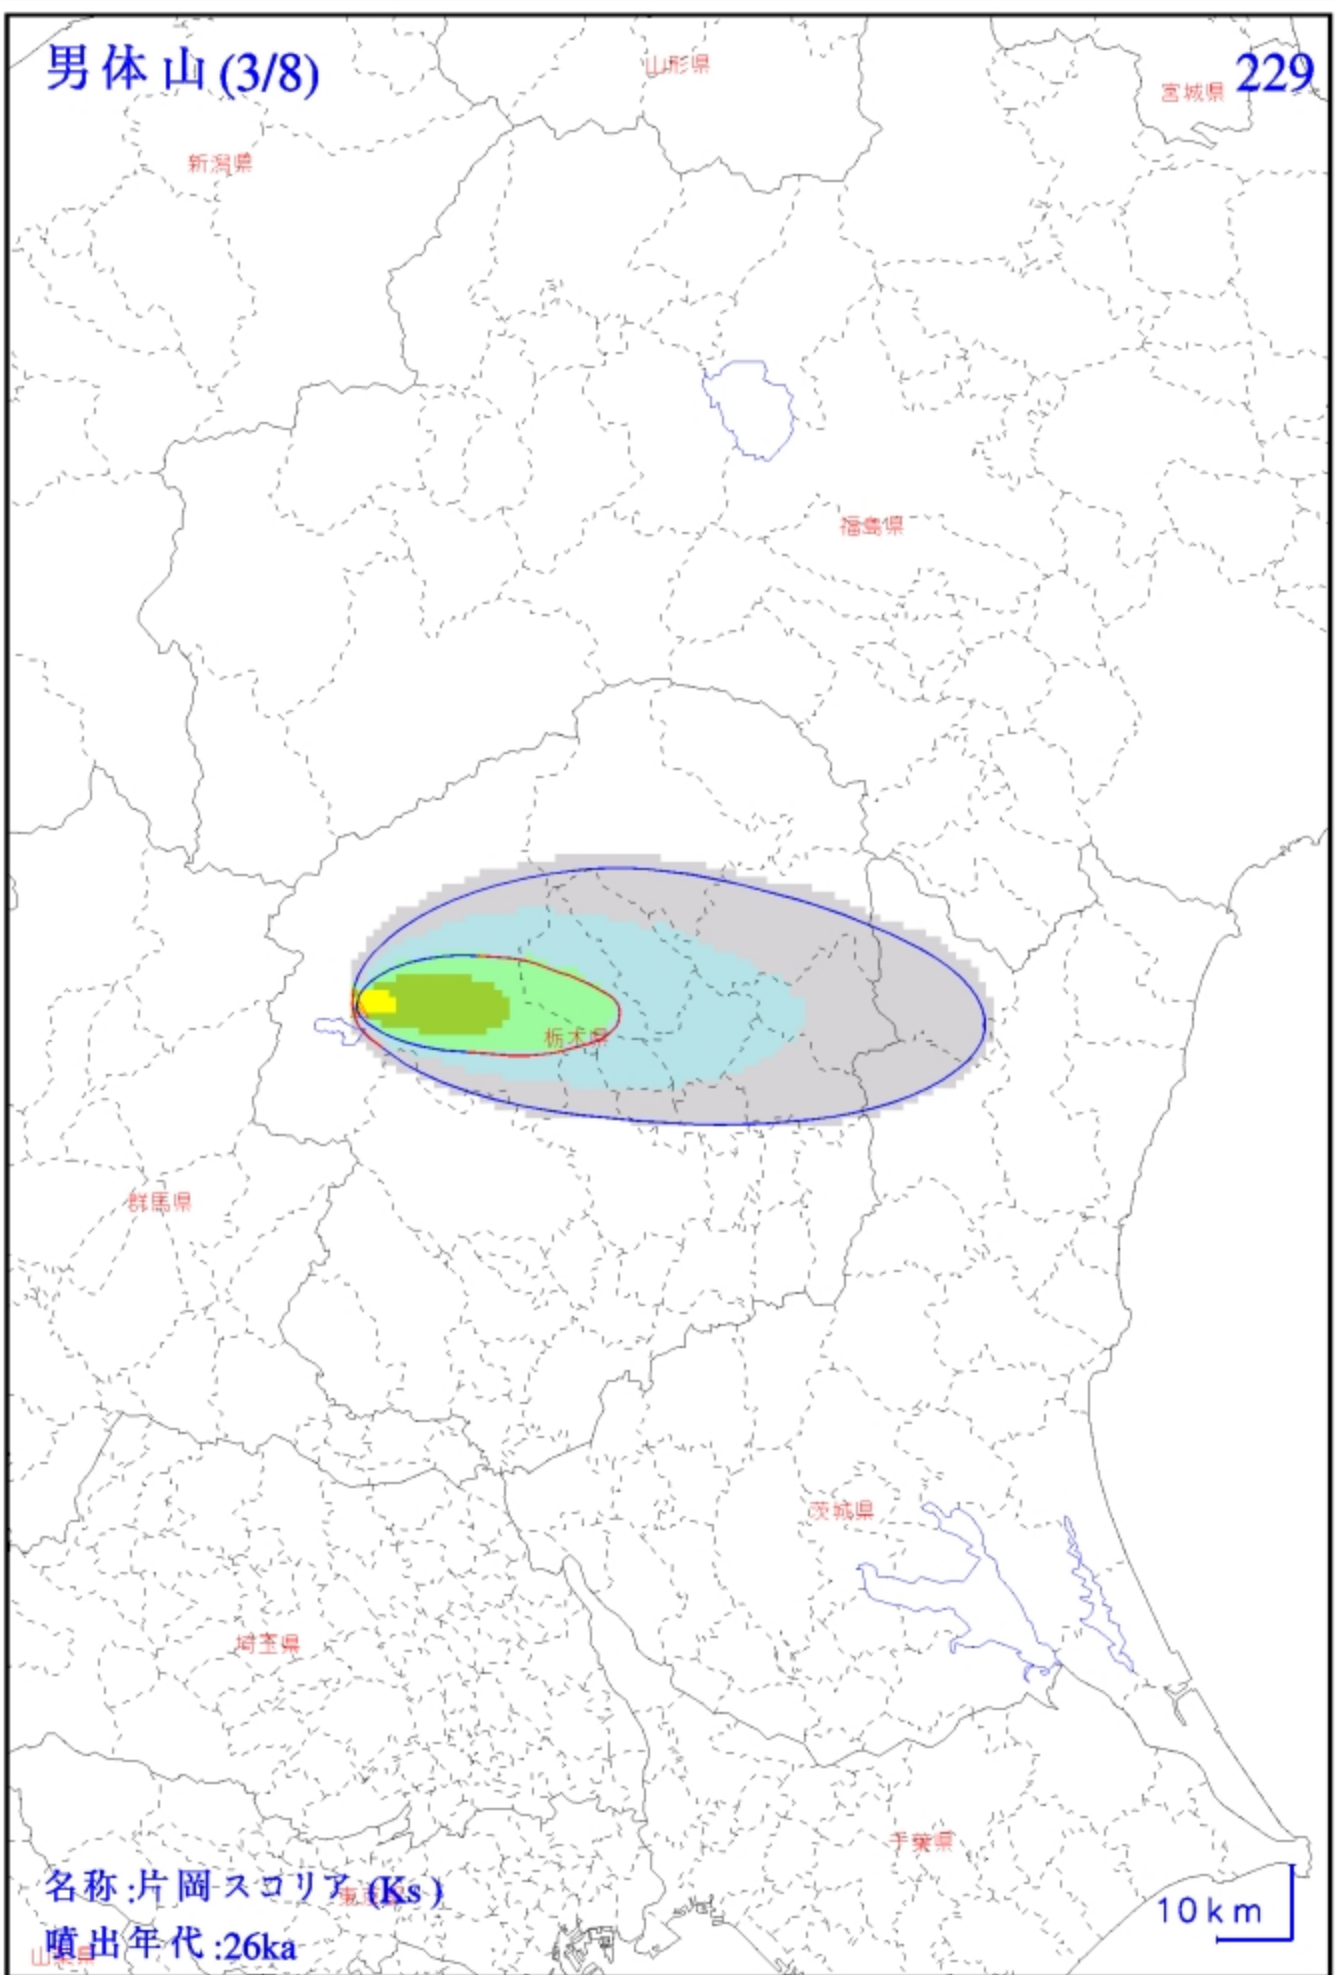 男体山(3/8)
229
山形県
宮城県
新潟県
福島県
栃木県
群馬県
茨城県
埼玉県
千葉県
名称:片岡スコリア(Ks)
噴出年代:26ka
10km